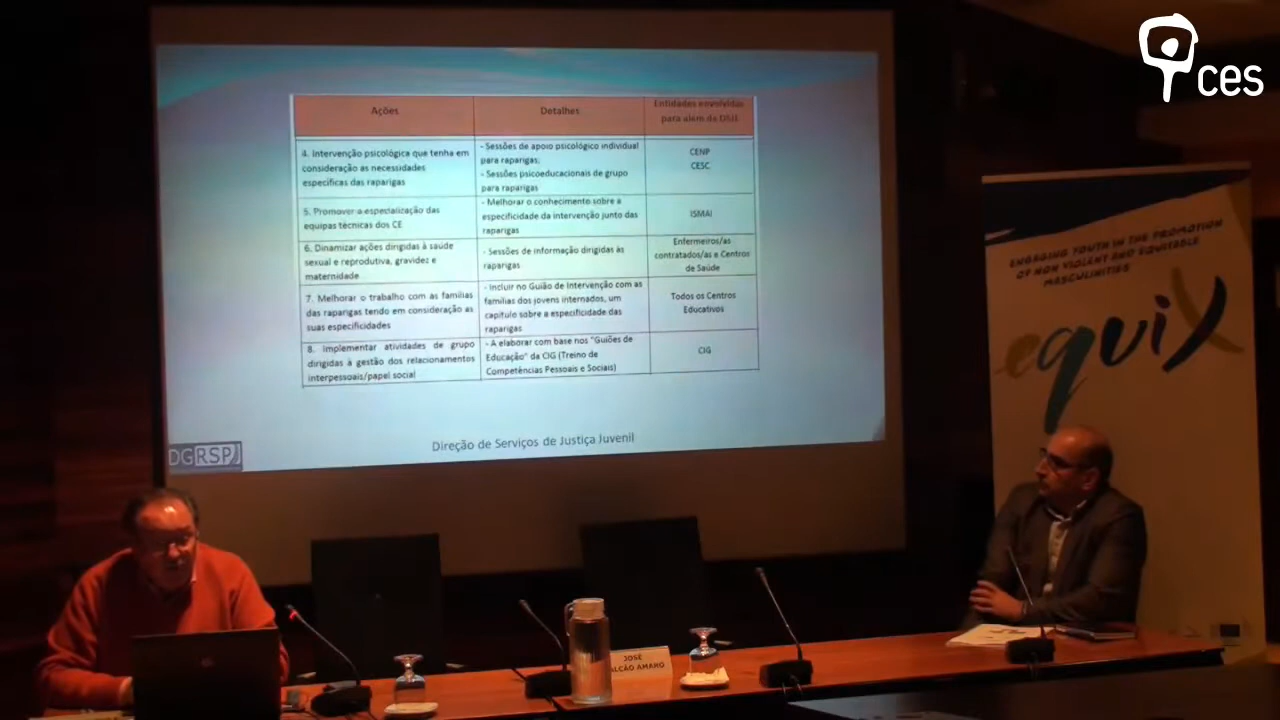 ces
Ações
Detalhes
Entidades envolvidas
para além da DSJJ
4. Intervenção psicológica que tenha em
consideração as necessidades
específicas das raparigas
- Sessões de apoio psicológico individual
para raparigas;
- Sessões psicoeducacionais de grupo
para raparigas
CENP
CESC
5. Promover a especialização das
equipas técnicas dos CE
- Melhorar o conhecimento sobre a
especificidade da intervenção junto das
raparigas
ISMAI
6. Dinamizar ações dirigidas à saúde
sexual e reprodutiva, gravidez e
maternidade
- Sessões de informação dirigidas às
raparigas
Enfermeiros/as
contratados/as e Centros
de Saúde
7. Melhorar o trabalho com as famílias
das raparigas tendo em consideração as
suas especificidades
- Incluir no Guião de Intervenção com as
famílias dos jovens internados, um
capítulo sobre a especificidade das
raparigas
Todos os Centros
Educativos
8. Implementar atividades de grupo
dirigidas à gestão dos relacionamentos
interpessoais/papel social
- A elaborar com base nos "Guiões de
Educação" da CIG (Treino de
Competências Pessoais e Sociais)
CIG
Direção de Serviços de Justiça Juvenil
DGRSPJ
ENGAGING YOUTH IN THE PROMOTION
OF NON VIOLENT AND EQUITABLE
MASCULINITIES
equiX
JOSÉ
ALCÃO AMARO